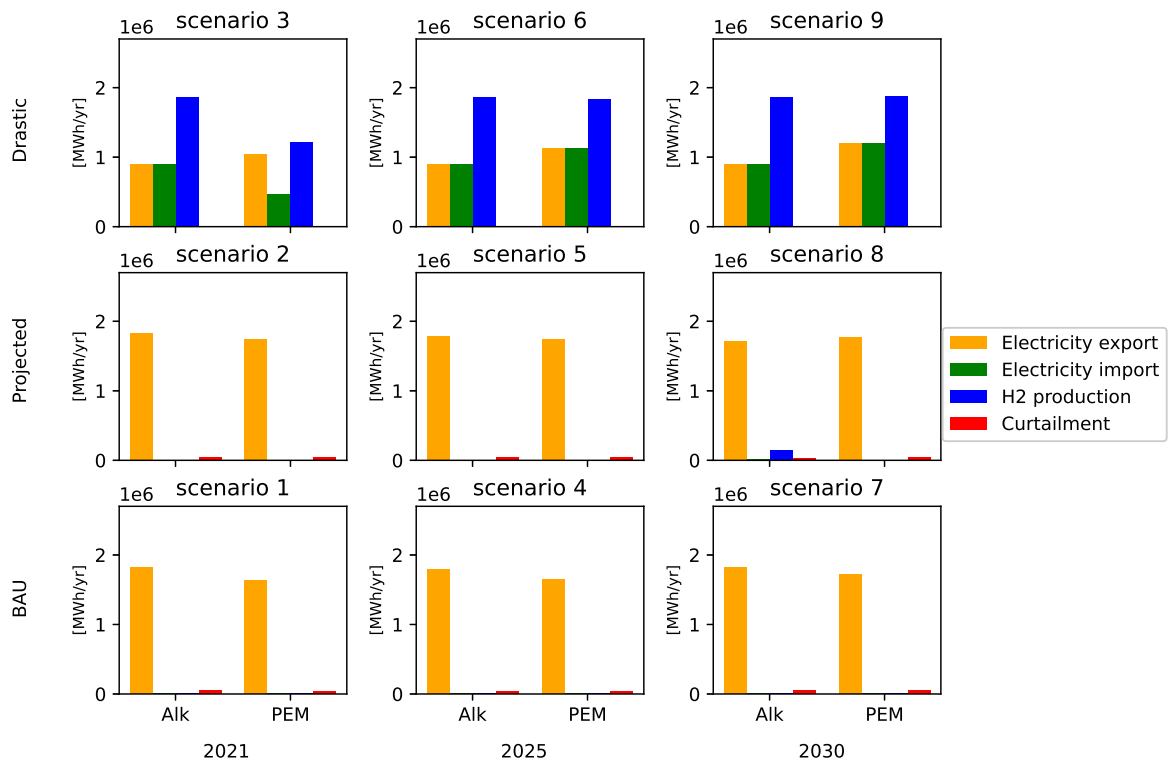 scenario 3
scenario 6
scenario 9
1e6
1e6
1e6
Drastic
[MWh/yr]
2
1
0
[MWh/yr]
2
1
0
[MWh/yr]
2
1
0
scenario 2
scenario 5
scenario 8
1e6
1e6
1e6
Projected
[MWh/yr]
2
1
0
[MWh/yr]
2
1
0
[MWh/yr]
2
1
0
Electricity export
Electricity import
H2 production
Curtailment
scenario 1
scenario 4
scenario 7
1e6
1e6
1e6
BAU
[MWh/yr]
2
1
0
[MWh/yr]
2
1
0
[MWh/yr]
2
1
0
Alk PEM
Alk PEM
Alk PEM
2021
2025
2030